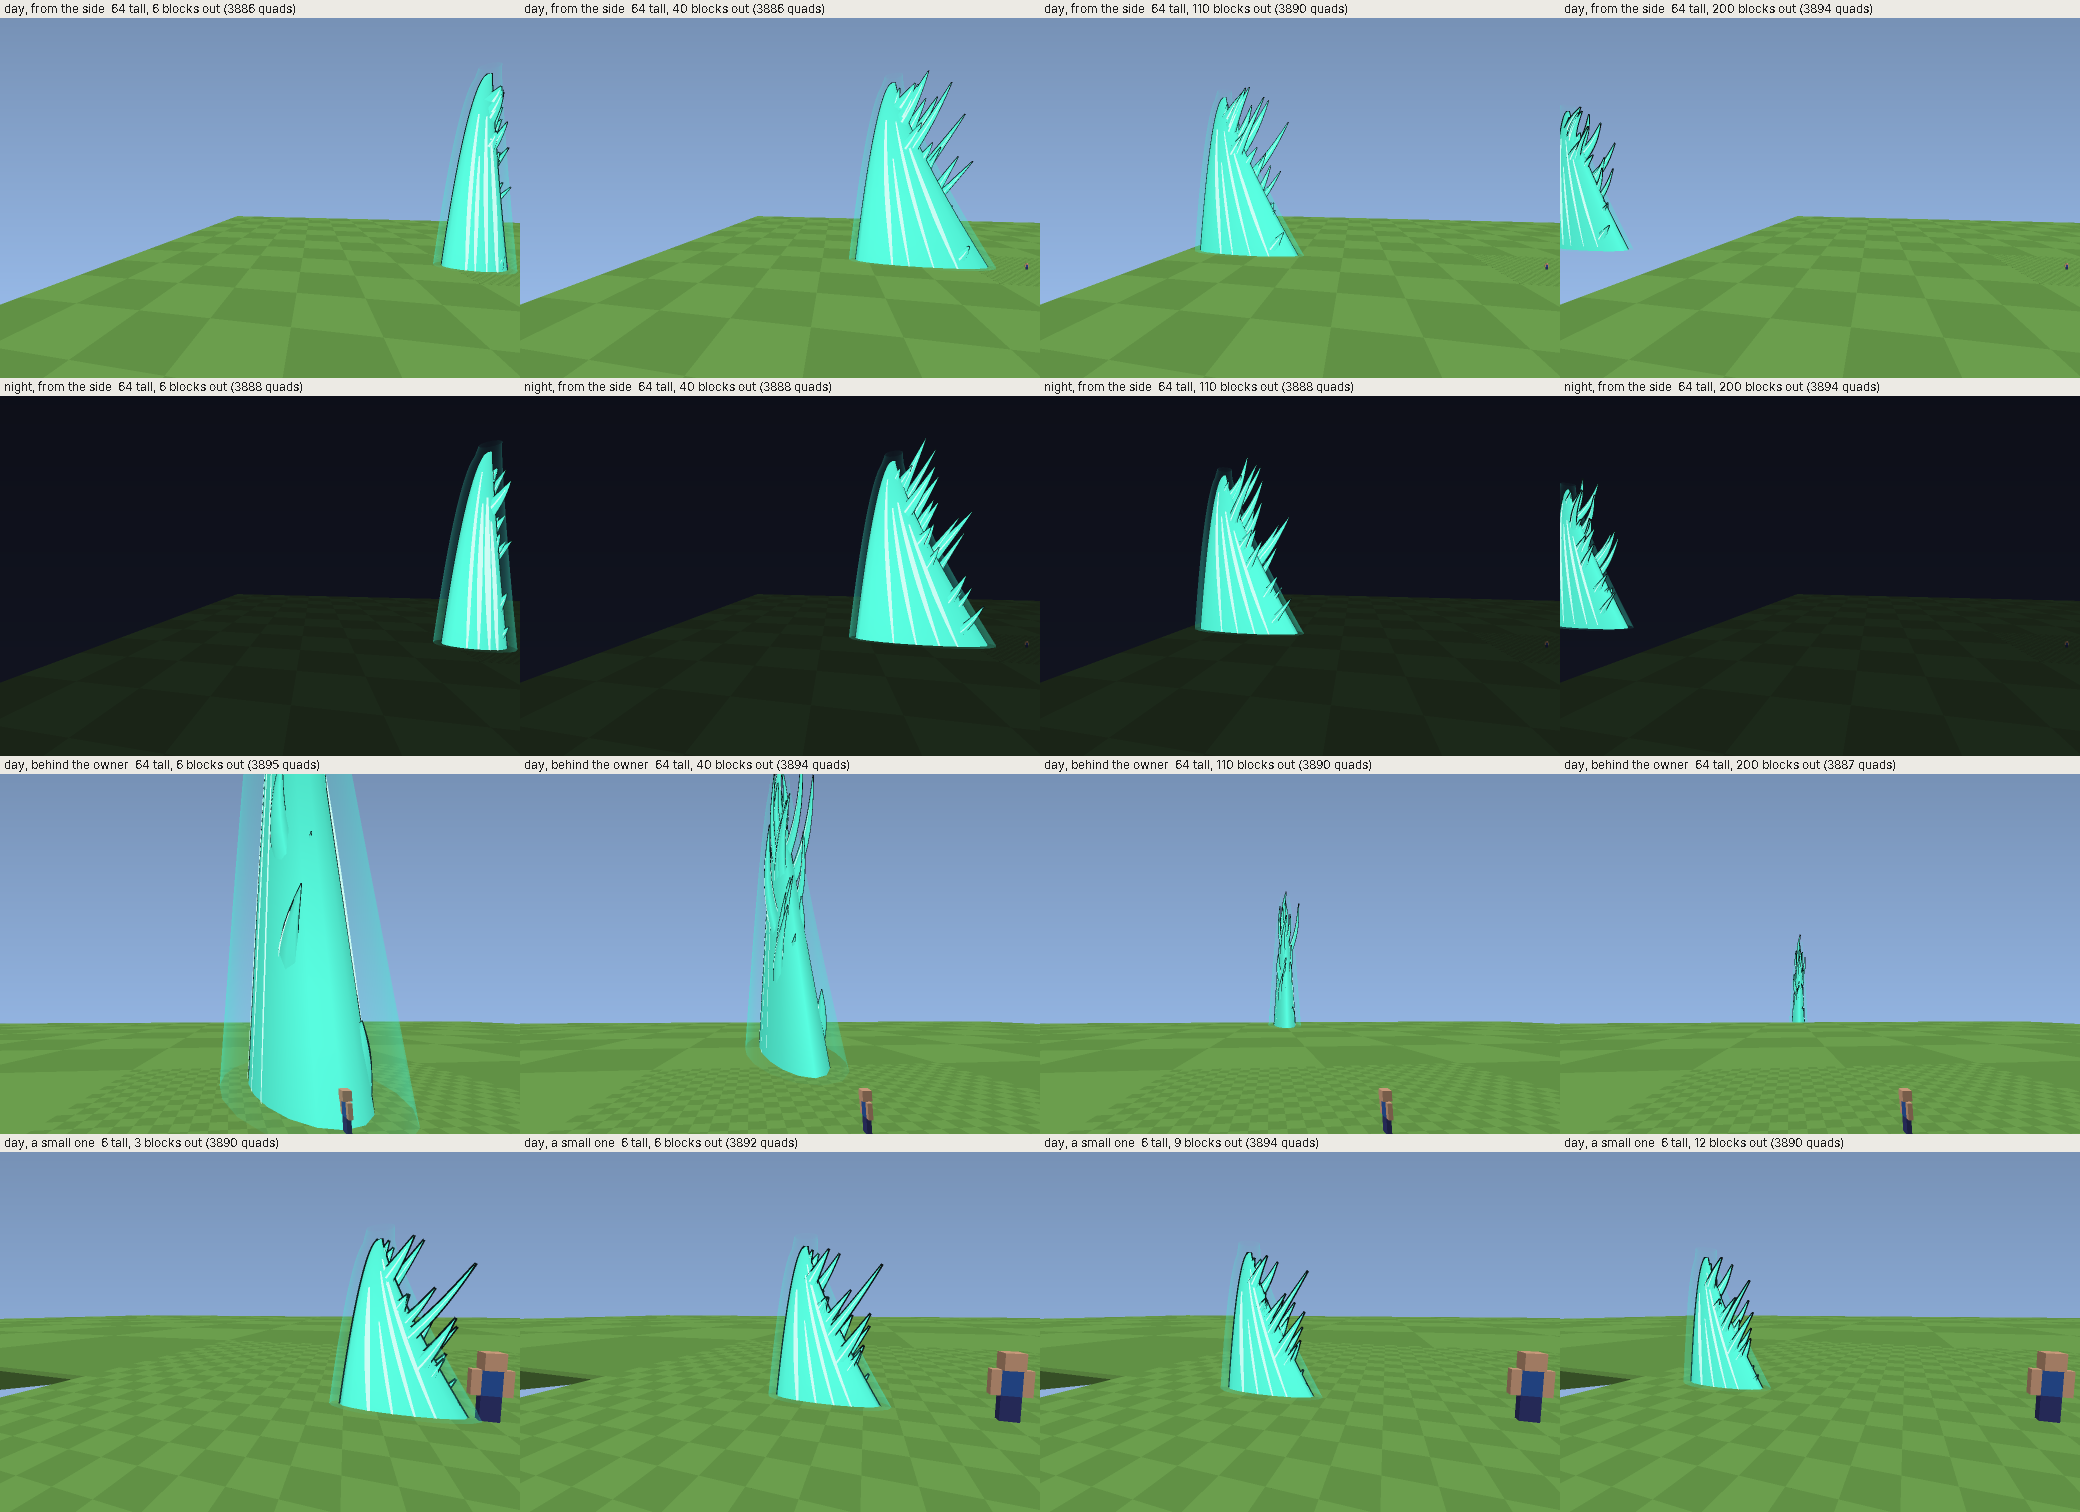 day, from the side  64 tall, 6 blocks out (3886 quads)
day, from the side  64 tall, 40 blocks out (3886 quads)
day, from the side  64 tall, 110 blocks out (3890 quads)
day, from the side  64 tall, 200 blocks out (3894 quads)
night, from the side  64 tall, 6 blocks out (3888 quads)
night, from the side  64 tall, 40 blocks out (3888 quads)
night, from the side  64 tall, 110 blocks out (3888 quads)
night, from the side  64 tall, 200 blocks out (3894 quads)
day, behind the owner  64 tall, 6 blocks out (3895 quads)
day, behind the owner  64 tall, 40 blocks out (3894 quads)
day, behind the owner  64 tall, 110 blocks out (3890 quads)
day, behind the owner  64 tall, 200 blocks out (3887 quads)
day, a small one  6 tall, 3 blocks out (3890 quads)
day, a small one  6 tall, 6 blocks out (3892 quads)
day, a small one  6 tall, 9 blocks out (3894 quads)
day, a small one  6 tall, 12 blocks out (3890 quads)